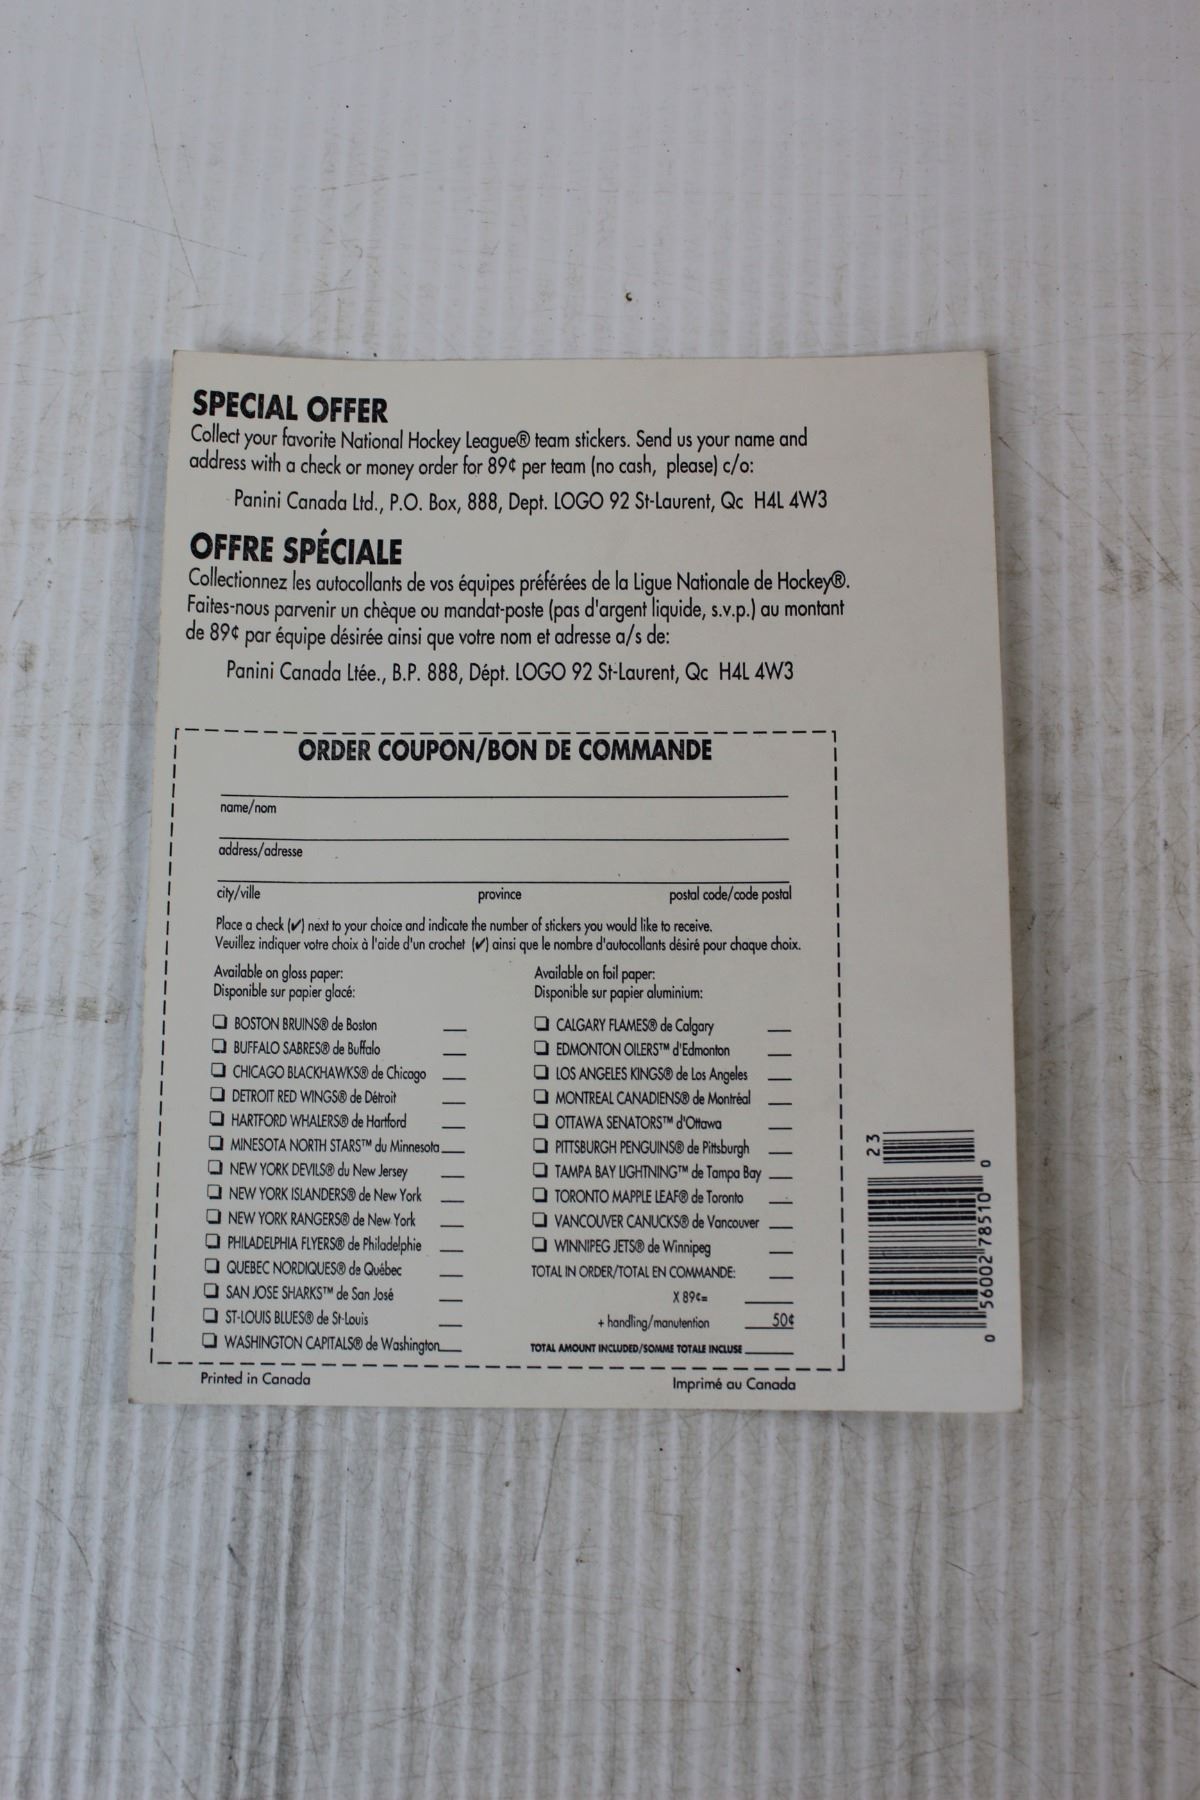 SPECIAL OFFER
Collect your favorite National Hockey League® team stickers. Send us your name and
address with a check or money order for 89¢ per team (no cash, please) c/o:
Panini Canada Ltd., P.O. Box, 888, Dept. LOGO 92 St-Laurent, Qc H4L 4W3
OFFRE SPÉCIALE
Collectionnez les autocollants de vos équipes préférées de la Ligue Nationale de Hockey®.
Faites-nous parvenir un chèque ou mandat-poste (pas d'argent liquide, s.v.p.) au montant
de 89¢ par équipe désirée ainsi que votre nom et adresse a/s de:
Panini Canada Ltée., B.P. 888, Dépt. LOGO 92 St-Laurent, Qc H4L 4W3
ORDER COUPON/BON DE COMMANDE
name/nom
address/adresse
city/ville province postal code/code postal
Place a check (✔) next to your choice and indicate the number of stickers you would like to receive.
Veuillez indiquer votre choix à l'aide d'un crochet (✔) ainsi que le nombre d'autocollants désiré pour chaque choix.
Available on gloss paper:
Disponible sur papier glacé:
❏ BOSTON BRUINS® de Boston
❏ BUFFALO SABRES® de Buffalo
❏ CHICAGO BLACKHAWKS® de Chicago
❏ DETROIT RED WINGS® de Détroit
❏ HARTFORD WHALERS® de Hartford
❏ MINESOTA NORTH STARS™ du Minnesota
❏ NEW YORK DEVILS® du New Jersey
❏ NEW YORK ISLANDERS® de New York
❏ NEW YORK RANGERS® de New York
❏ PHILADELPHIA FLYERS® de Philadelphie
❏ QUEBEC NORDIQUES® de Québec
❏ SAN JOSE SHARKS™ de San José
❏ ST-LOUIS BLUES® de St-Louis
❏ WASHINGTON CAPITALS® de Washington
Available on foil paper:
Disponible sur papier aluminium:
❏ CALGARY FLAMES® de Calgary
❏ EDMONTON OILERS™ d'Edmonton
❏ LOS ANGELES KINGS® de Los Angeles
❏ MONTREAL CANADIENS® de Montréal
❏ OTTAWA SENATORS™ d'Ottawa
❏ PITTSBURGH PENGUINS® de Pittsburgh
❏ TAMPA BAY LIGHTNING™ de Tampa Bay
❏ TORONTO MAPPLE LEAF® de Toronto
❏ VANCOUVER CANUCKS® de Vancouver
❏ WINNIPEG JETS® de Winnipeg
TOTAL IN ORDER/TOTAL EN COMMANDE:
X 89¢=
+ handling/manutention 50¢
TOTAL AMOUNT INCLUDED/SOMME TOTALE INCLUSE
Printed in Canada
Imprimé au Canada
23
0 56002 78510 0